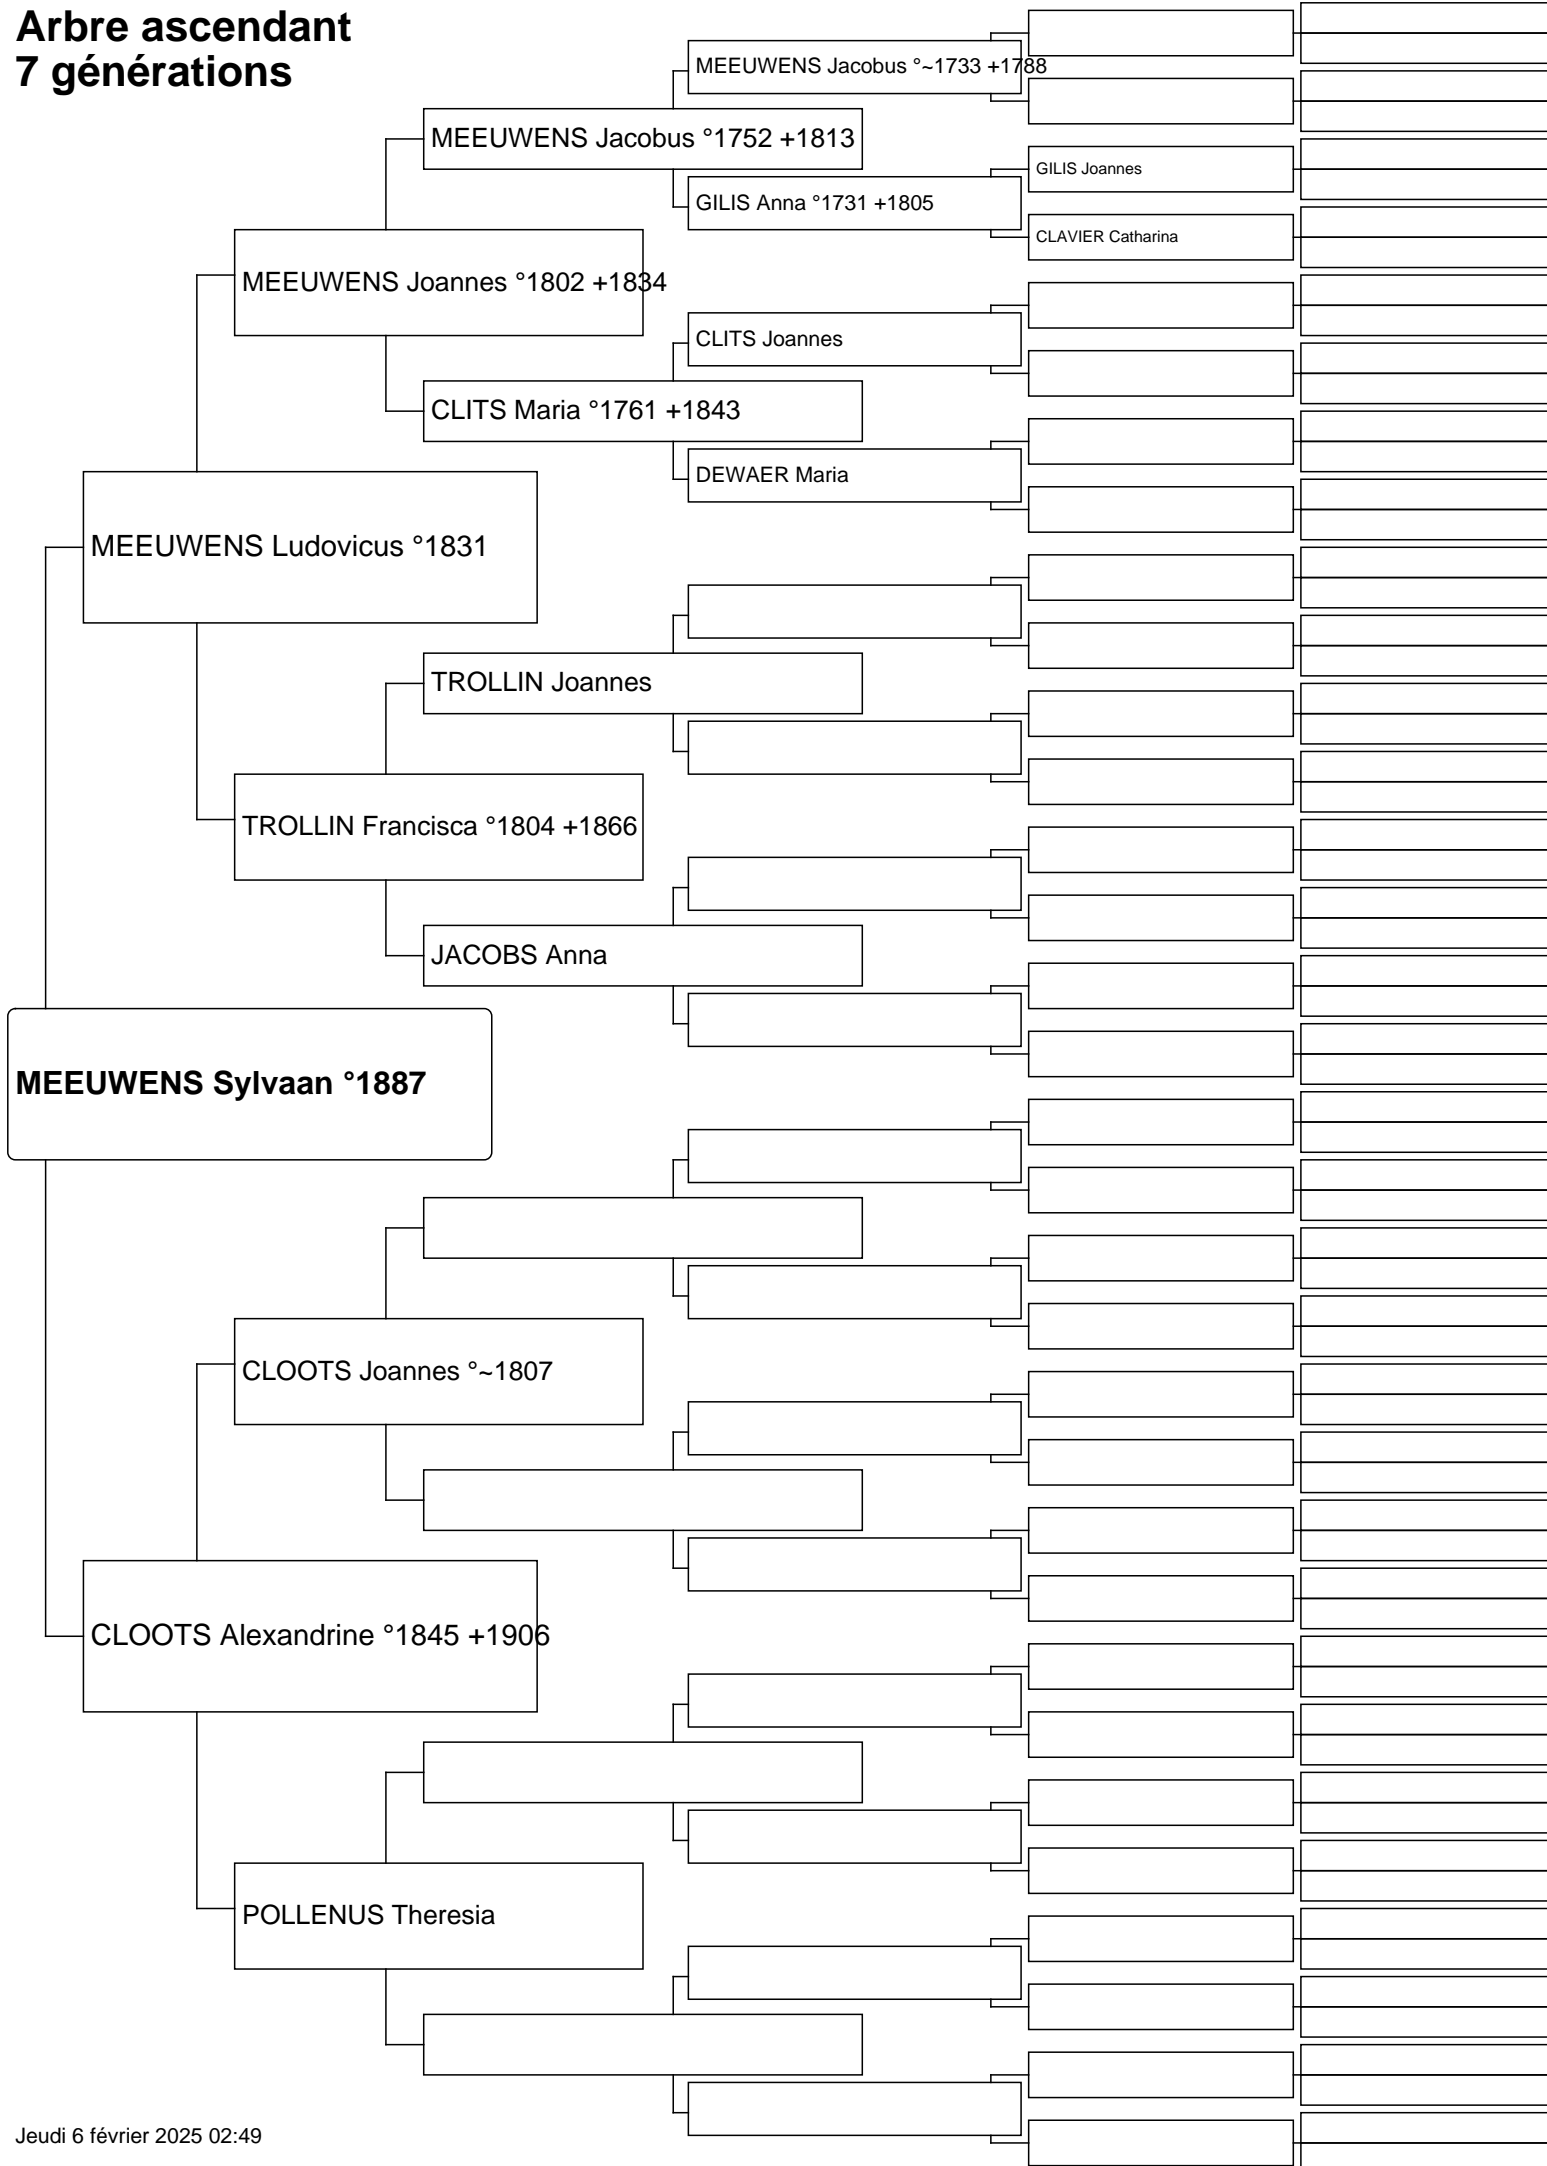 Arbre ascendant
7 générations
MEEUWENS Jacobus °~1733 +1788
MEEUWENS Jacobus °1752 +1813
GILIS Joannes
GILIS Anna °1731 +1805
CLAVIER Catharina
MEEUWENS Joannes °1802 +1834
CLITS Joannes
CLITS Maria °1761 +1843
DEWAER Maria
MEEUWENS Ludovicus °1831
TROLLIN Joannes
TROLLIN Francisca °1804 +1866
JACOBS Anna
MEEUWENS Sylvaan °1887
CLOOTS Joannes °~1807
CLOOTS Alexandrine °1845 +1906
POLLENUS Theresia
Jeudi 6 février 2025 02:49